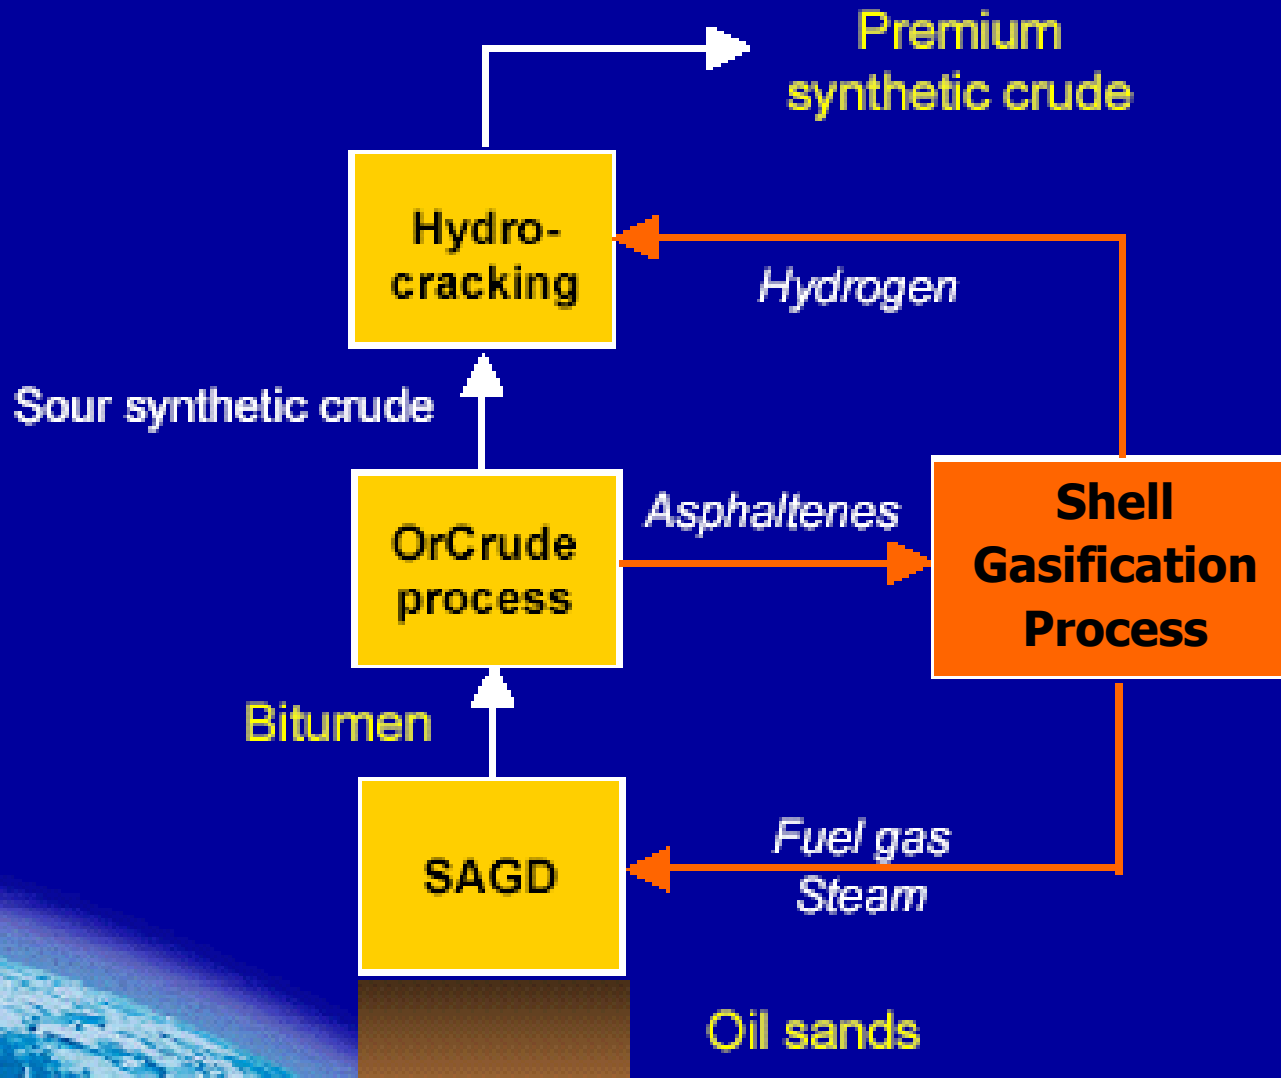 Premium
synthetic crude
Hydro-
cracking
Hydrogen
Sour synthetic crude
Asphaltenes
Shell
Gasification
Process
OrCrude
process
Bitumen
Fuel gas
Steam
SAGD
Oil sands